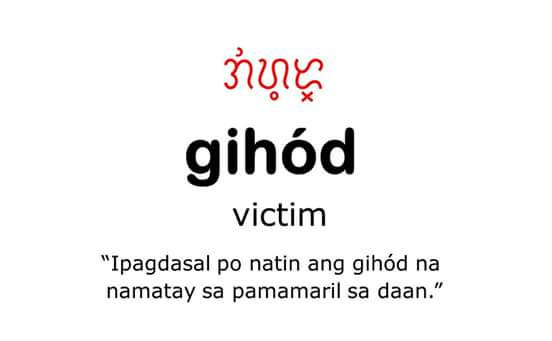 ᜄᜒᜑᜓᜇ᜔
gihód
victim
“Ipagdasal po natin ang gihód na
namatay sa pamamaril sa daan.”